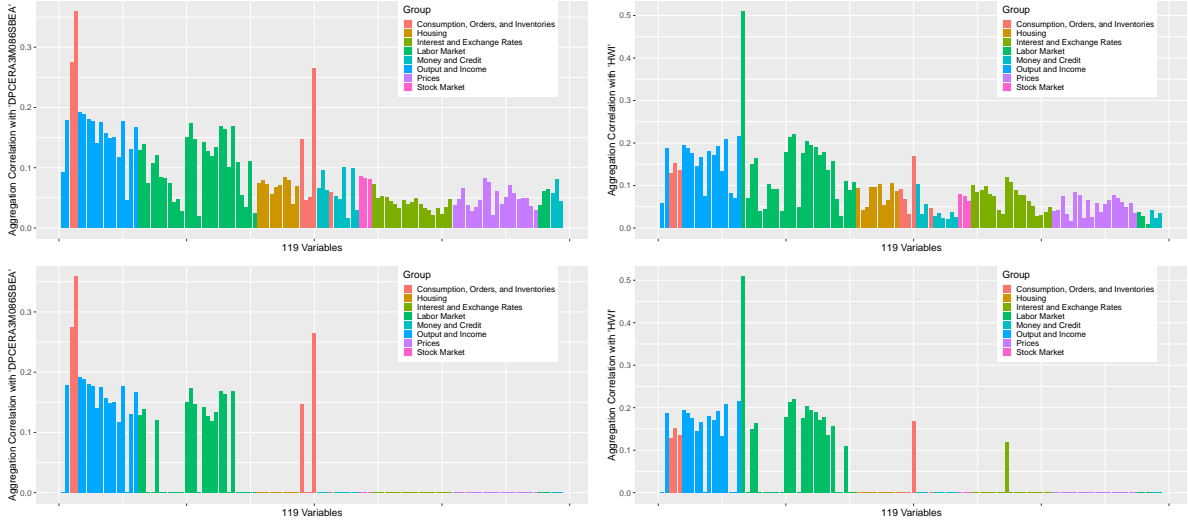 Aggregation Correlation with 'DPCERA3M086SBEA'
0.3
0.2
0.1
0.0
Group
Consumption, Orders, and Inventories
Housing
Interest and Exchange Rates
Labor Market
Money and Credit
Output and Income
Prices
Stock Market
119 Variables
Aggregation Correlation with 'HWI'
0.5
0.4
0.3
0.2
0.1
0.0
Group
Consumption, Orders, and Inventories
Housing
Interest and Exchange Rates
Labor Market
Money and Credit
Output and Income
Prices
Stock Market
119 Variables
Aggregation Correlation with 'DPCERA3M086SBEA'
0.3
0.2
0.1
0.0
Group
Consumption, Orders, and Inventories
Housing
Interest and Exchange Rates
Labor Market
Money and Credit
Output and Income
Prices
Stock Market
119 Variables
Aggregation Correlation with 'HWI'
0.5
0.4
0.3
0.2
0.1
0.0
Group
Consumption, Orders, and Inventories
Housing
Interest and Exchange Rates
Labor Market
Money and Credit
Output and Income
Prices
Stock Market
119 Variables